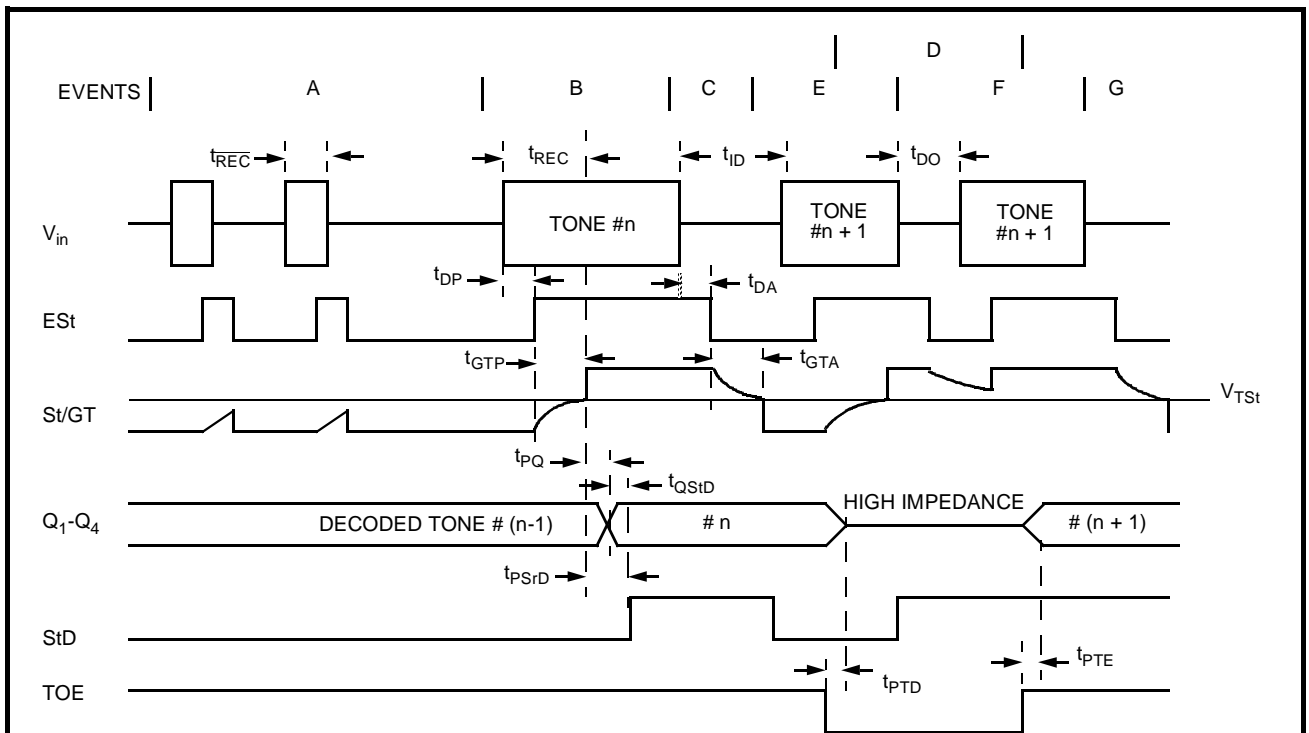 D
EVENTS A B C E F G
tREC tREC tID tDO
Vin
TONE #n
TONE
#n + 1
TONE
#n + 1
tDP tDA
ESt
tGTP tGTA
VTSt
St/GT
tPQ
tQStD
HIGH IMPEDANCE
Q1-Q4
DECODED TONE # (n-1)
# n
# (n + 1)
tPSrD
StD
tPTE
tPTD
TOE